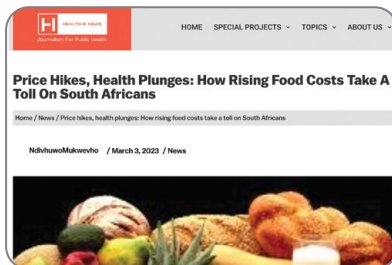 HEALTH-E NEWS
Journalism For Public Health
HOME SPECIAL PROJECTS TOPICS ABOUT US
Price Hikes, Health Plunges: How Rising Food Costs Take A
Toll On South Africans
Home / News / Price hikes, health plunges: How rising food costs take a toll on South Africans
NdivhuwoMukwevho / March 3, 2023 / News